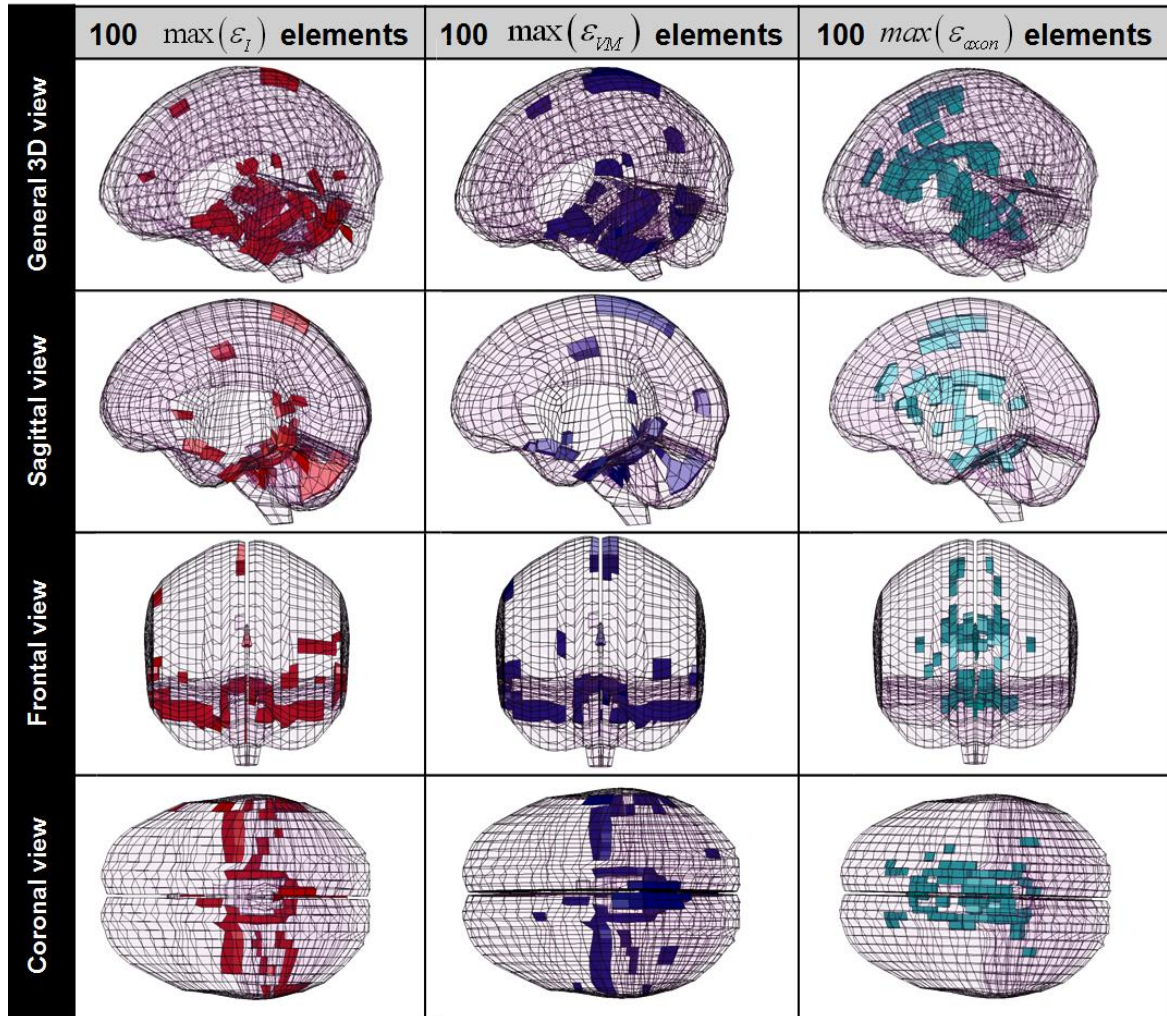 100 max(ε_I) elements
100 max(ε_VM) elements
100 max(ε_axon) elements
General 3D view
Sagittal view
Frontal view
Coronal view